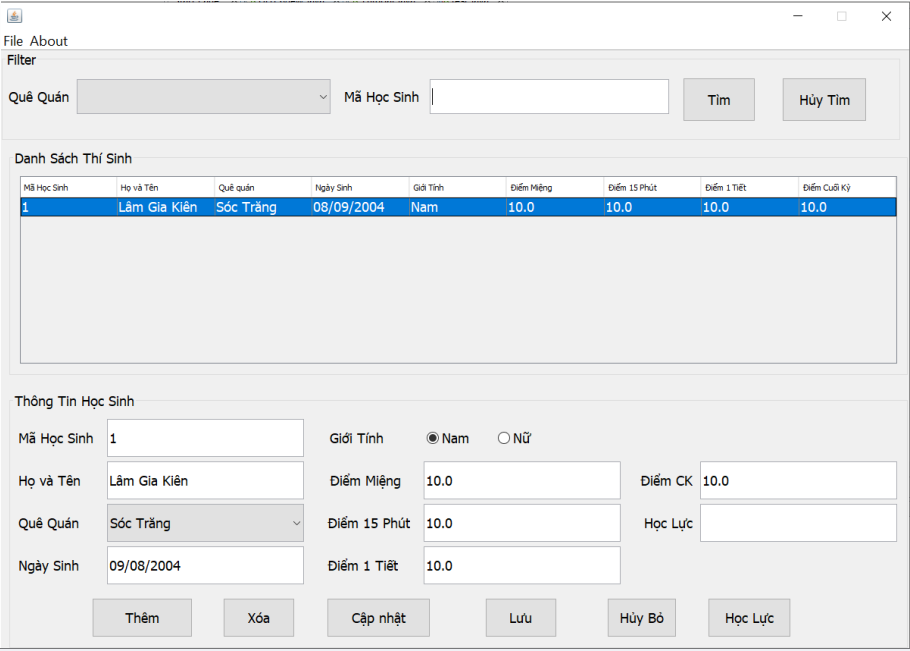 File About
Filter
Quê Quán Mã Học Sinh Tìm Hủy Tìm
Danh Sách Thí Sinh
Mã Học Sinh Họ và Tên Quê quán Ngày Sinh Giới Tính Điểm Miệng Điểm 15 Phút Điểm 1 Tiết Điểm Cuối Kỳ
1 Lâm Gia Kiên Sóc Trăng 08/09/2004 Nam 10.0 10.0 10.0 10.0
Thông Tin Học Sinh
Mã Học Sinh 1 Giới Tính Nam Nữ
Họ và Tên Lâm Gia Kiên Điểm Miệng 10.0 Điểm CK 10.0
Quê Quán Sóc Trăng Điểm 15 Phút 10.0 Học Lực
Ngày Sinh 09/08/2004 Điểm 1 Tiết 10.0
Thêm Xóa Cập nhật Lưu Hủy Bỏ Học Lực